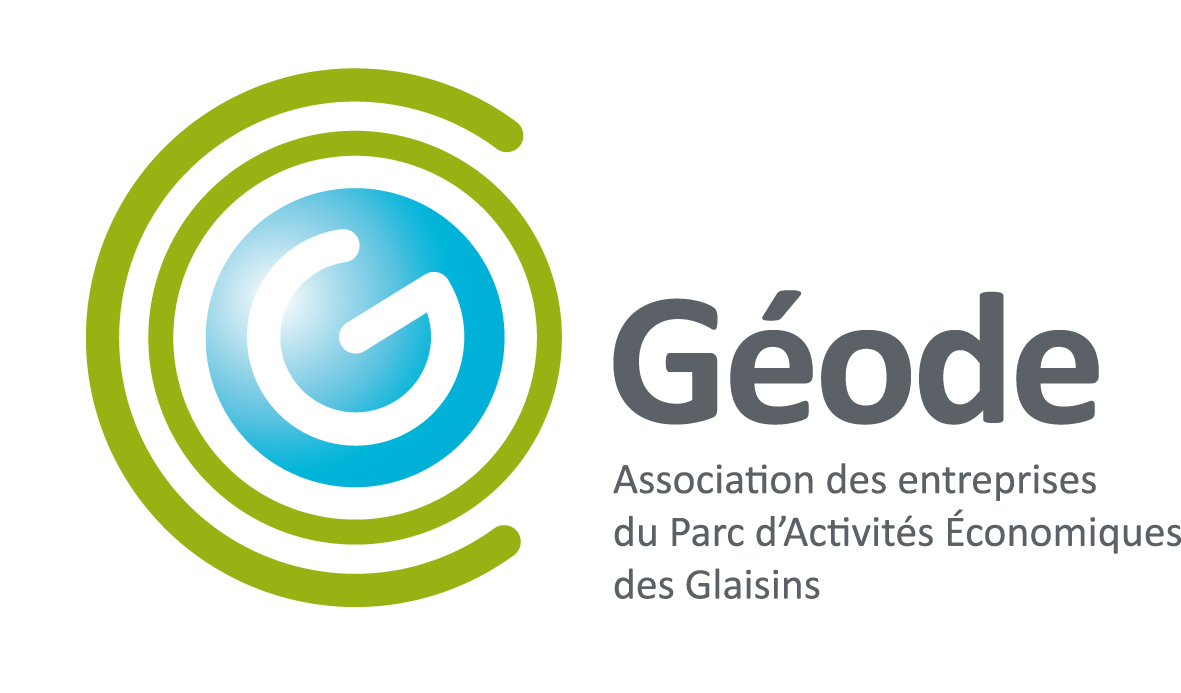 G
Géode
Association des entreprises
du Parc d’Activités Économiques
des Glaisins